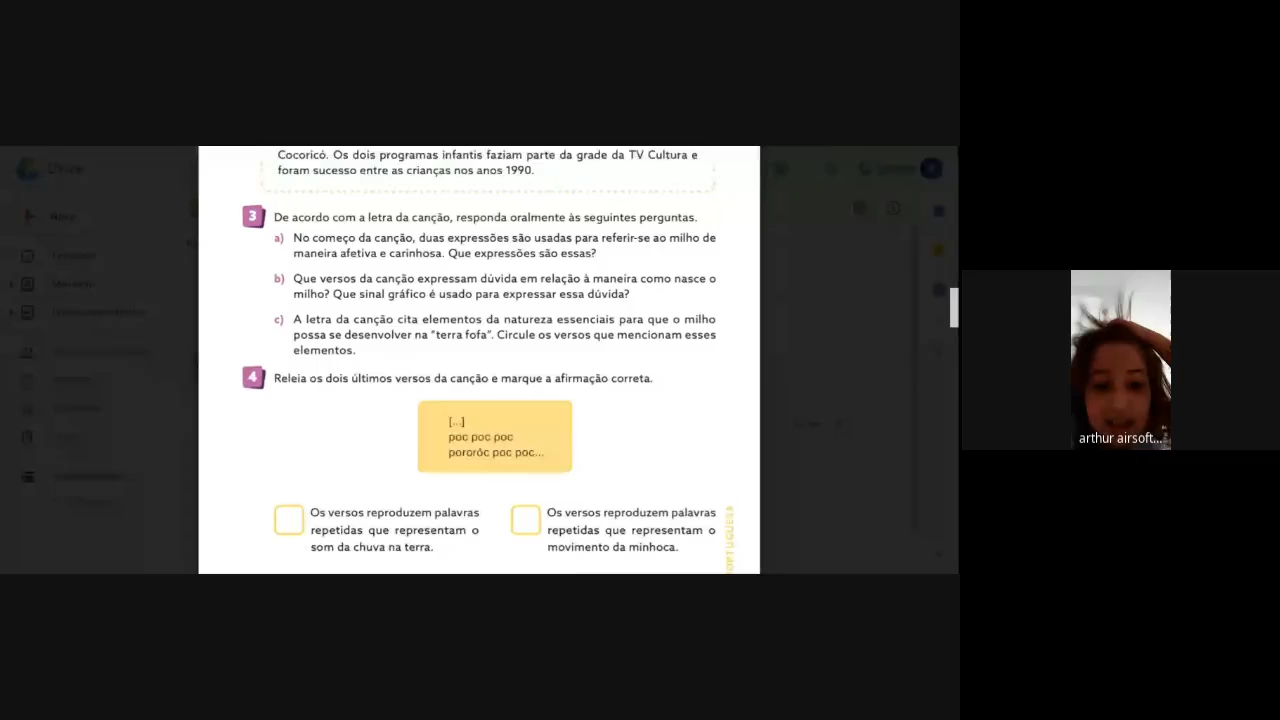 Cocoricó. Os dois programas infantis faziam parte da grade da TV Cultura e
foram sucesso entre as crianças nos anos 1990.
3 De acordo com a letra da canção, responda oralmente às seguintes perguntas.
a) No começo da canção, duas expressões são usadas para referir-se ao milho de
maneira afetiva e carinhosa. Que expressões são essas?
b) Que versos da canção expressam dúvida em relação à maneira como nasce o
milho? Que sinal gráfico é usado para expressar essa dúvida?
c) A letra da canção cita elementos da natureza essenciais para que o milho
possa se desenvolver na "terra fofa". Circule os versos que mencionam esses
elementos.
4 Releia os dois últimos versos da canção e marque a afirmação correta.
[...]
poc poc poc
pororóc poc poc...
Os versos reproduzem palavras
repetidas que representam o
som da chuva na terra.
Os versos reproduzem palavras
repetidas que representam o
movimento da minhoca.
arthur airsoft...